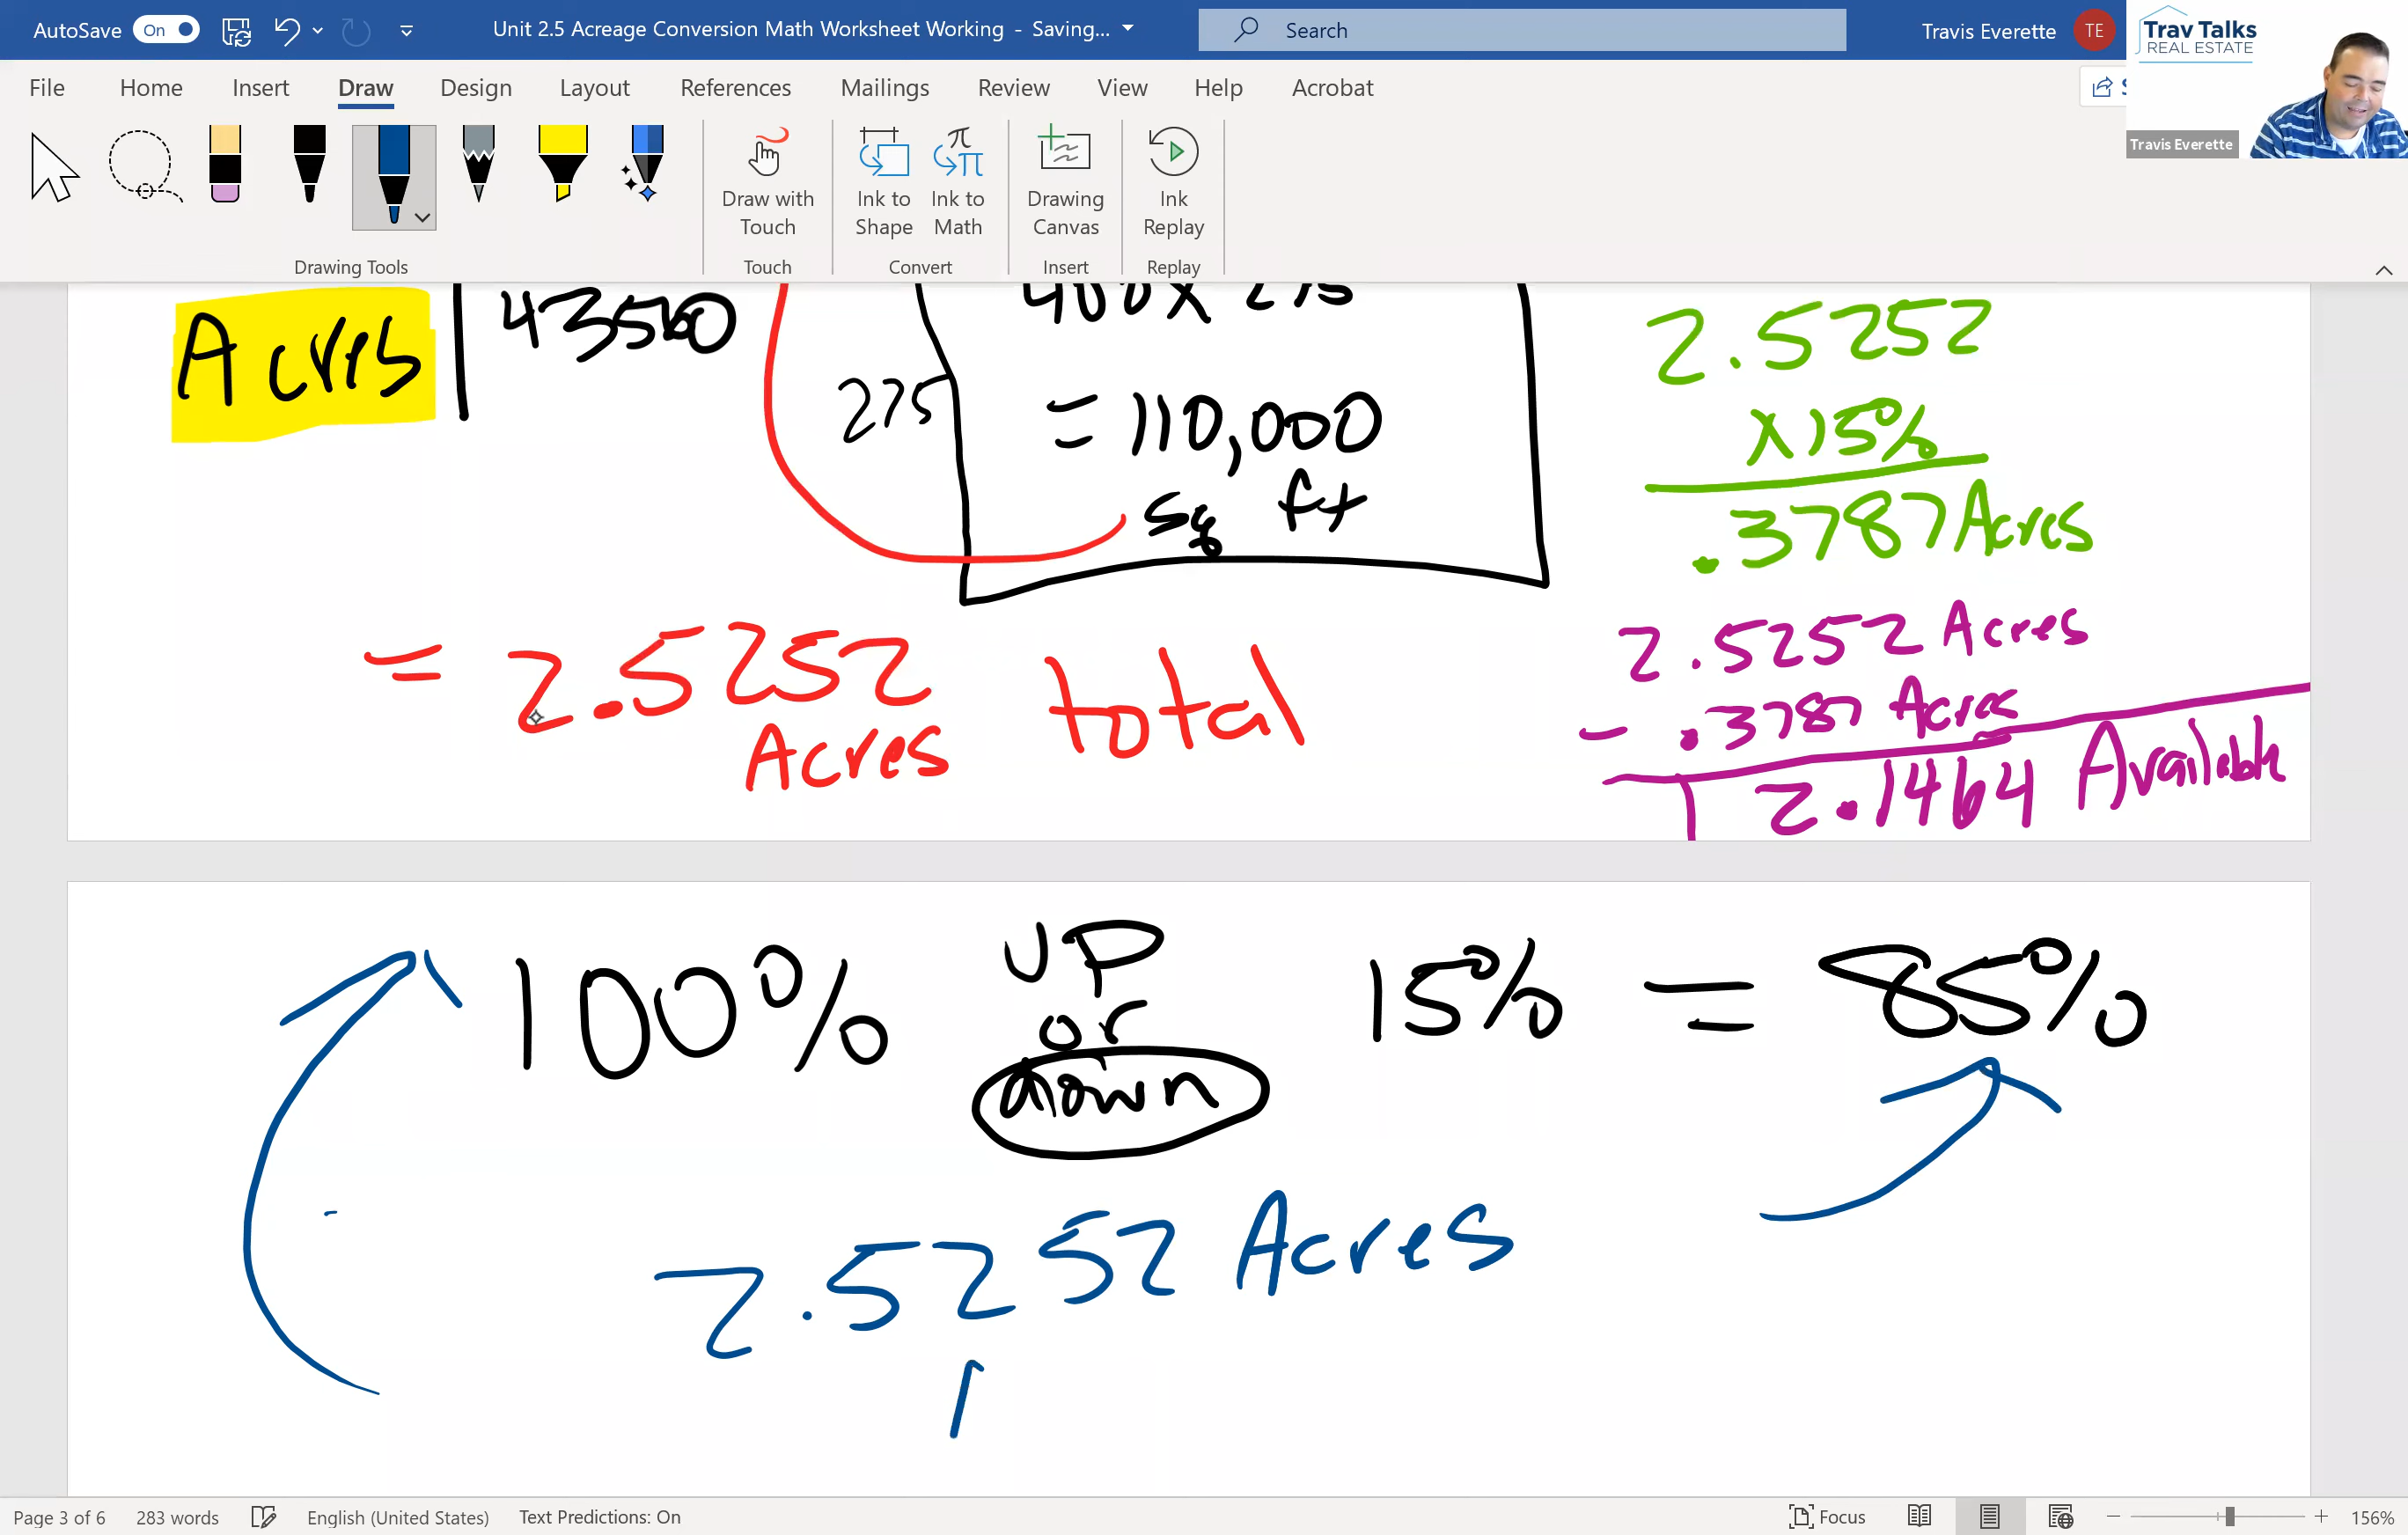 AutoSave On
Unit 2.5 Acreage Conversion Math Worksheet Working - Saving...
Search
Travis Everette TE
Trav Talks
REAL ESTATE
Travis Everette
File Home Insert Draw Design Layout References Mailings Review View Help Acrobat
Draw with Touch
Ink to Shape
Ink to Math
Drawing Canvas
Ink Replay
Drawing Tools
Touch
Convert
Insert
Replay
Acres
43560
275
400 X 275
= 110,000
sq ft
= 2.5252
Acres
total
2.5252
X 15%
.3787 Acres
2.5252 Acres
- .3787 Acres
2.1464 Available
100%
UP
or
down
15% = 85%
2.5252 Acres
Page 3 of 6
283 words
English (United States)
Text Predictions: On
Focus
156%